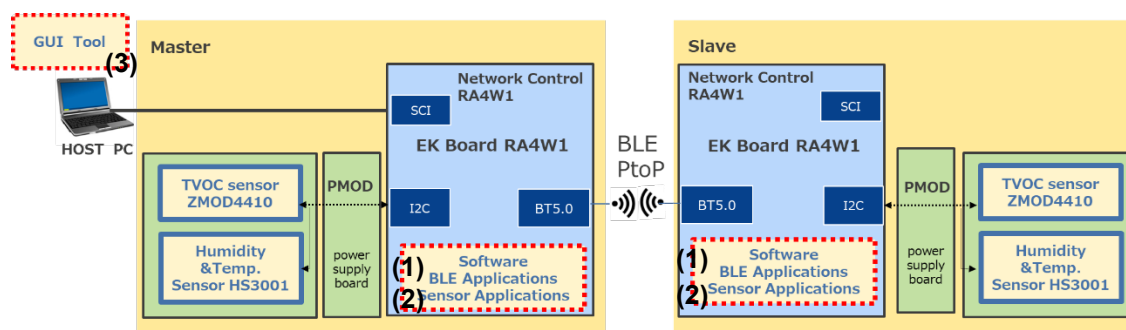 GUI Tool
(3)
HOST PC
Master
Network Control
RA4W1
SCI
EK Board RA4W1
I2C
BT5.0
TVOC sensor
ZMOD4410
Humidity
&Temp.
Sensor HS3001
PMOD
power
supply
board
(1)
(2)
Software
BLE Applications
Sensor Applications
BLE
PtoP
Slave
Network Control
RA4W1
SCI
EK Board RA4W1
BT5.0
I2C
(1)
(2)
Software
BLE Applications
Sensor Applications
PMOD
power
supply
board
TVOC sensor
ZMOD4410
Humidity
&Temp.
Sensor HS3001